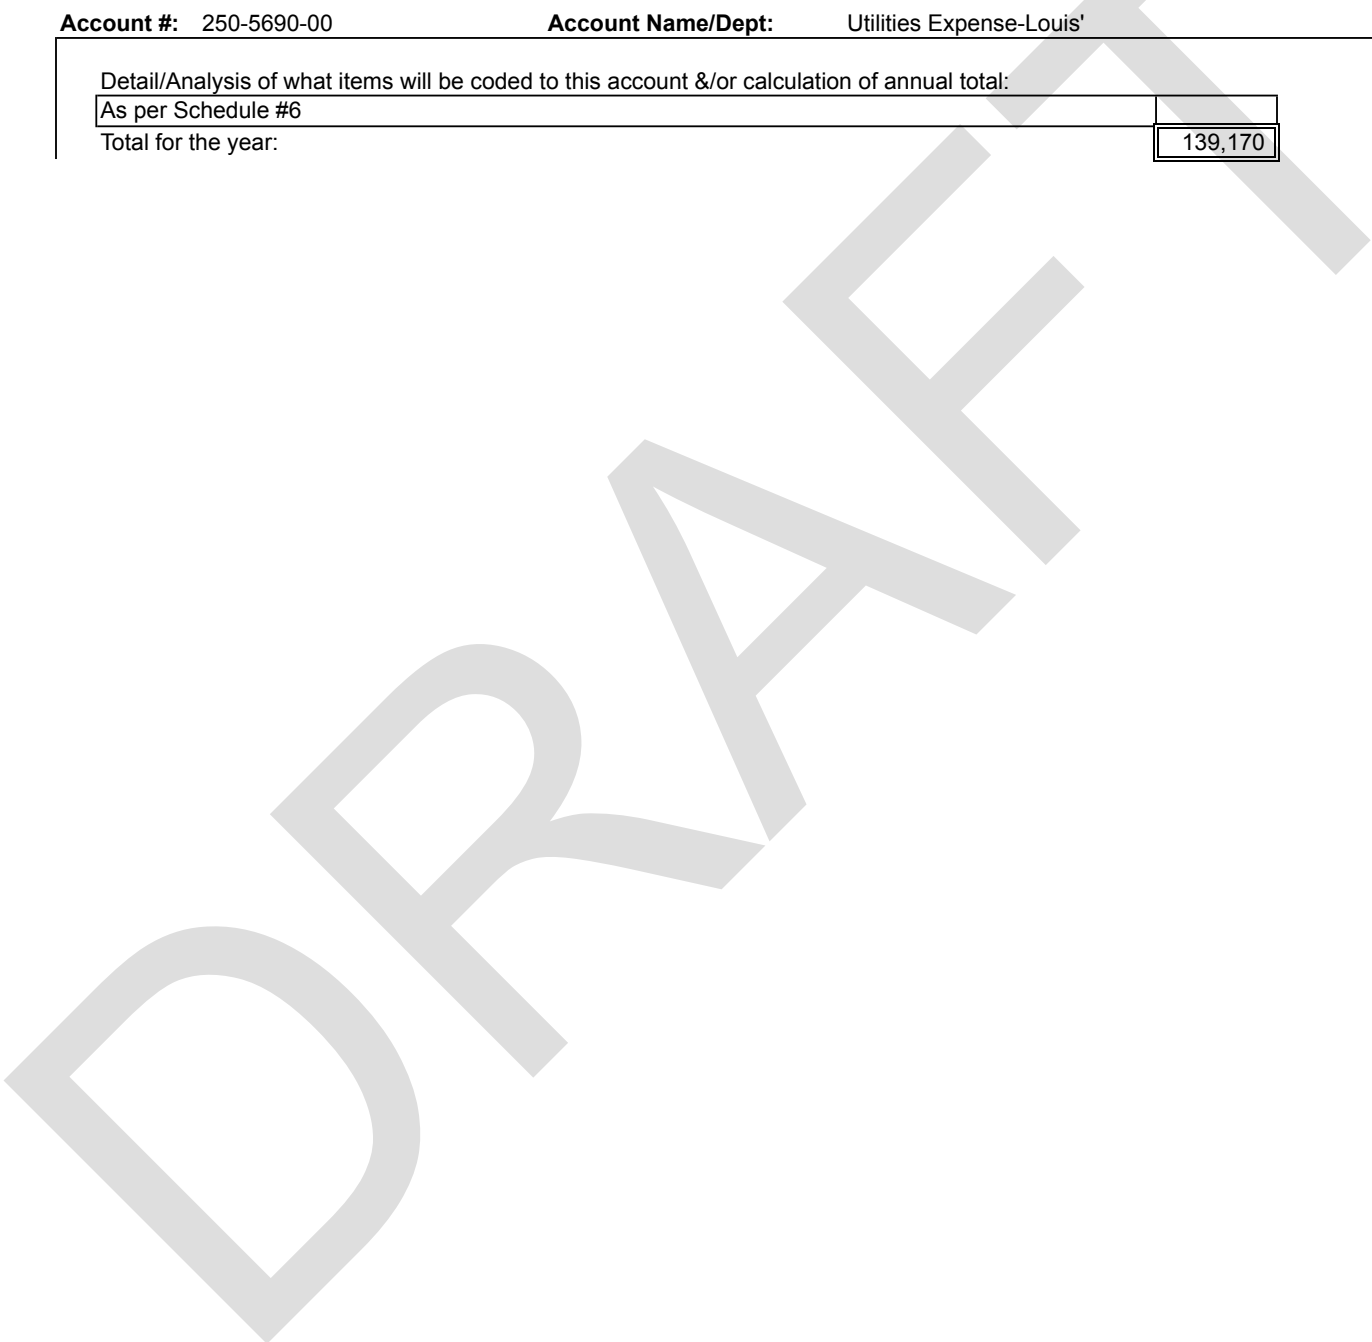 Account #: 250-5690-00 Account Name/Dept: Utilities Expense-Louis'
Detail/Analysis of what items will be coded to this account &/or calculation of annual total:
As per Schedule #6
Total for the year: 139,170
DRAFT